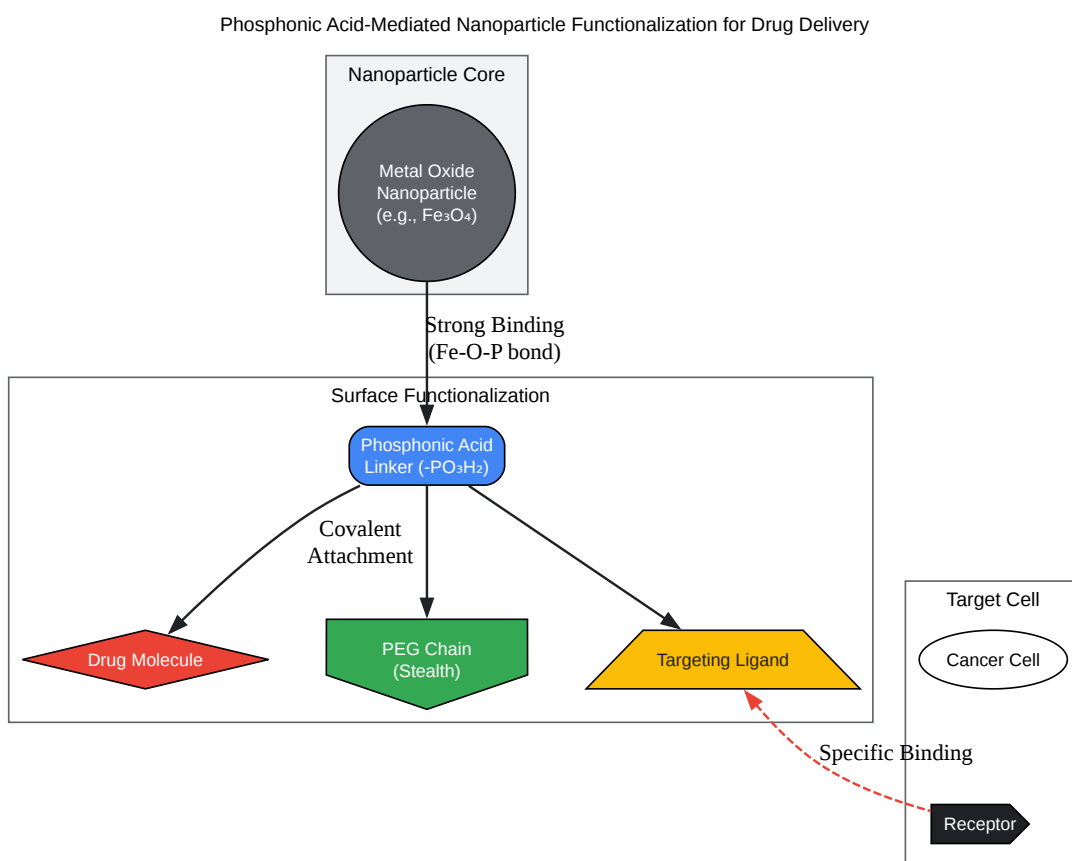 Phosphonic Acid-Mediated Nanoparticle Functionalization for Drug Delivery
Nanoparticle Core
Metal Oxide
Nanoparticle
(e.g., Fe₃O₄)
Strong Binding
(Fe-O-P bond)
Surface Functionalization
Phosphonic Acid
Linker (-PO₃H₂)
Covalent
Attachment
Drug Molecule
PEG Chain
(Stealth)
Targeting Ligand
Target Cell
Cancer Cell
Specific Binding
Receptor